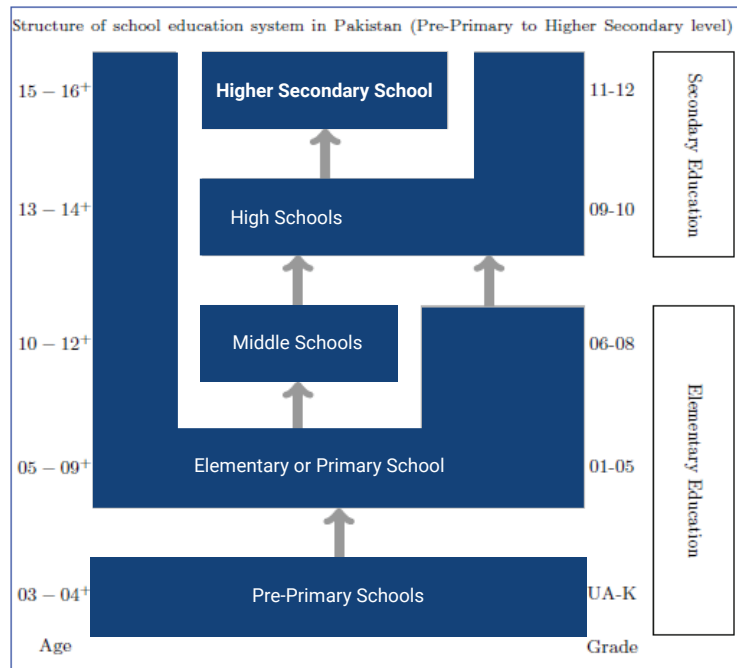 Structure of school education system in Pakistan (Pre-Primary to Higher Secondary level)
15 − 16⁺
Higher Secondary School
11-12
Secondary Education
13 − 14⁺
High Schools
09-10
10 − 12⁺
Middle Schools
06-08
Elementary Education
05 − 09⁺
Elementary or Primary School
01-05
03 − 04⁺
Pre-Primary Schools
UA-K
Age
Grade